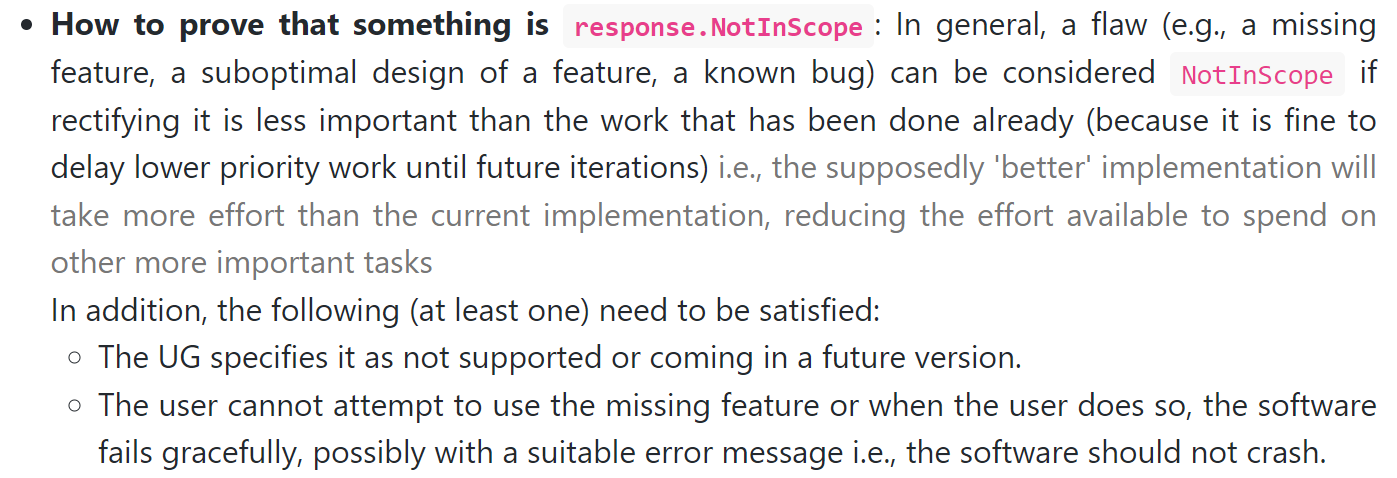 • How to prove that something is response.NotInScope: In general, a flaw (e.g., a missing
feature, a suboptimal design of a feature, a known bug) can be considered NotInScope if
rectifying it is less important than the work that has been done already (because it is fine to
delay lower priority work until future iterations) i.e., the supposedly 'better' implementation will
take more effort than the current implementation, reducing the effort available to spend on
other more important tasks
In addition, the following (at least one) need to be satisfied:
○ The UG specifies it as not supported or coming in a future version.
○ The user cannot attempt to use the missing feature or when the user does so, the software
fails gracefully, possibly with a suitable error message i.e., the software should not crash.